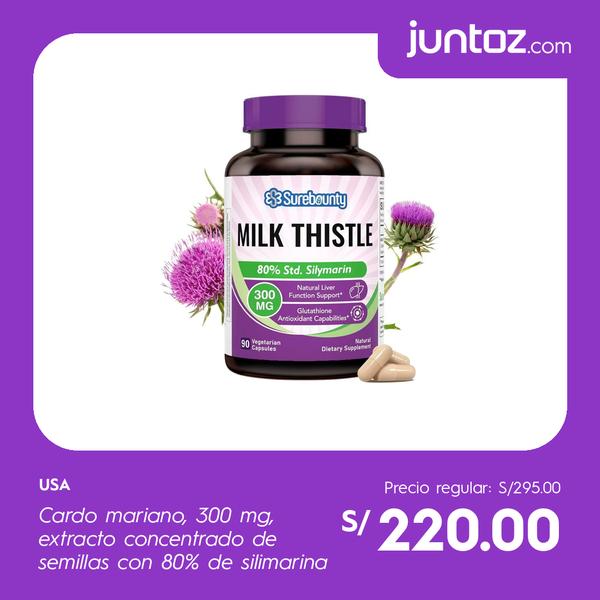 juntoz.com
Surebounty
MILK THISTLE
80% Std. Silymarin
300
MG
Natural Liver
Function Support*
Glutathione
Antioxidant Capabilities*
90 Vegetarian
Capsules
Natural
Dietary Supplement
USA
Cardo mariano, 300 mg,
extracto concentrado de
semillas con 80% de silimarina
Precio regular: S/295.00
S/ 220.00